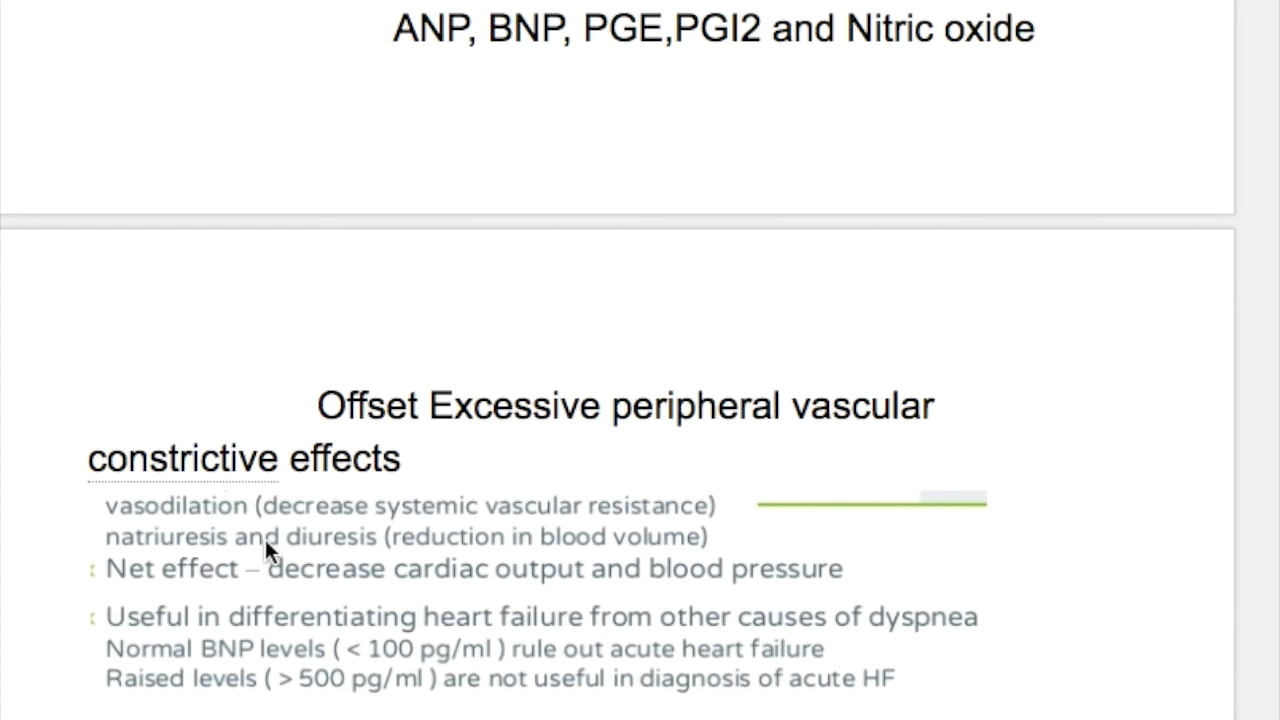 ANP, BNP, PGE,PGI2 and Nitric oxide
Offset Excessive peripheral vascular
constrictive effects
vasodilation (decrease systemic vascular resistance)
natriuresis and diuresis (reduction in blood volume)
Net effect – decrease cardiac output and blood pressure
Useful in differentiating heart failure from other causes of dyspnea
Normal BNP levels ( < 100 pg/ml ) rule out acute heart failure
Raised levels ( > 500 pg/ml ) are not useful in diagnosis of acute HF